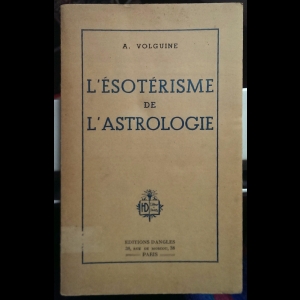 A. VOLGUINE
L'ÉSOTÉRISME
DE
L'ASTROLOGIE
ÉDITIONS DANGLES
PARIS